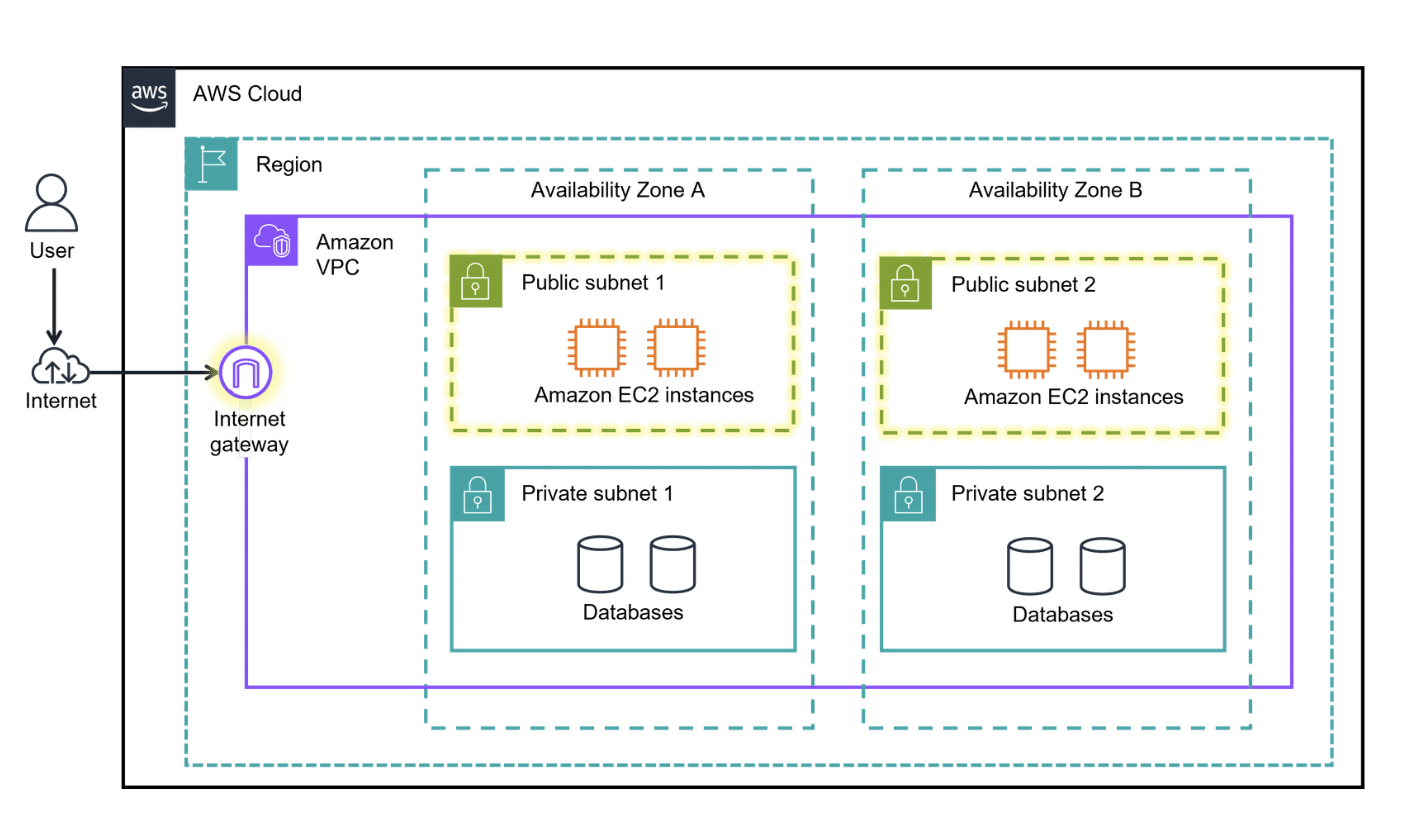 aws
AWS Cloud
Region
Availability Zone A
Availability Zone B
User
Amazon
VPC
Public subnet 1
Public subnet 2
Amazon EC2 instances
Amazon EC2 instances
Internet
Internet
gateway
Private subnet 1
Private subnet 2
Databases
Databases